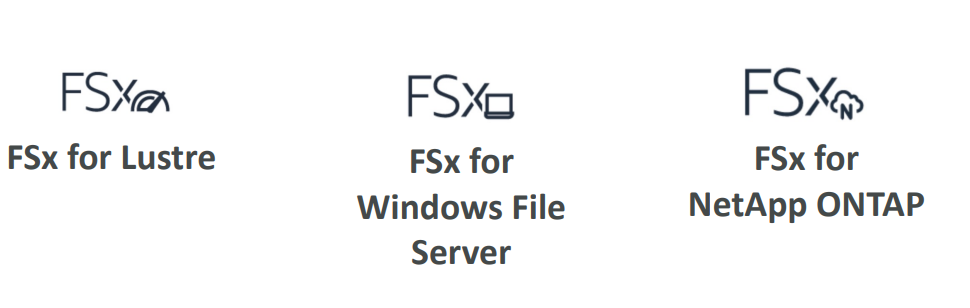 FSx
FSx for Lustre
FSx
FSx for
Windows File
Server
FSx
N
FSx for
NetApp ONTAP